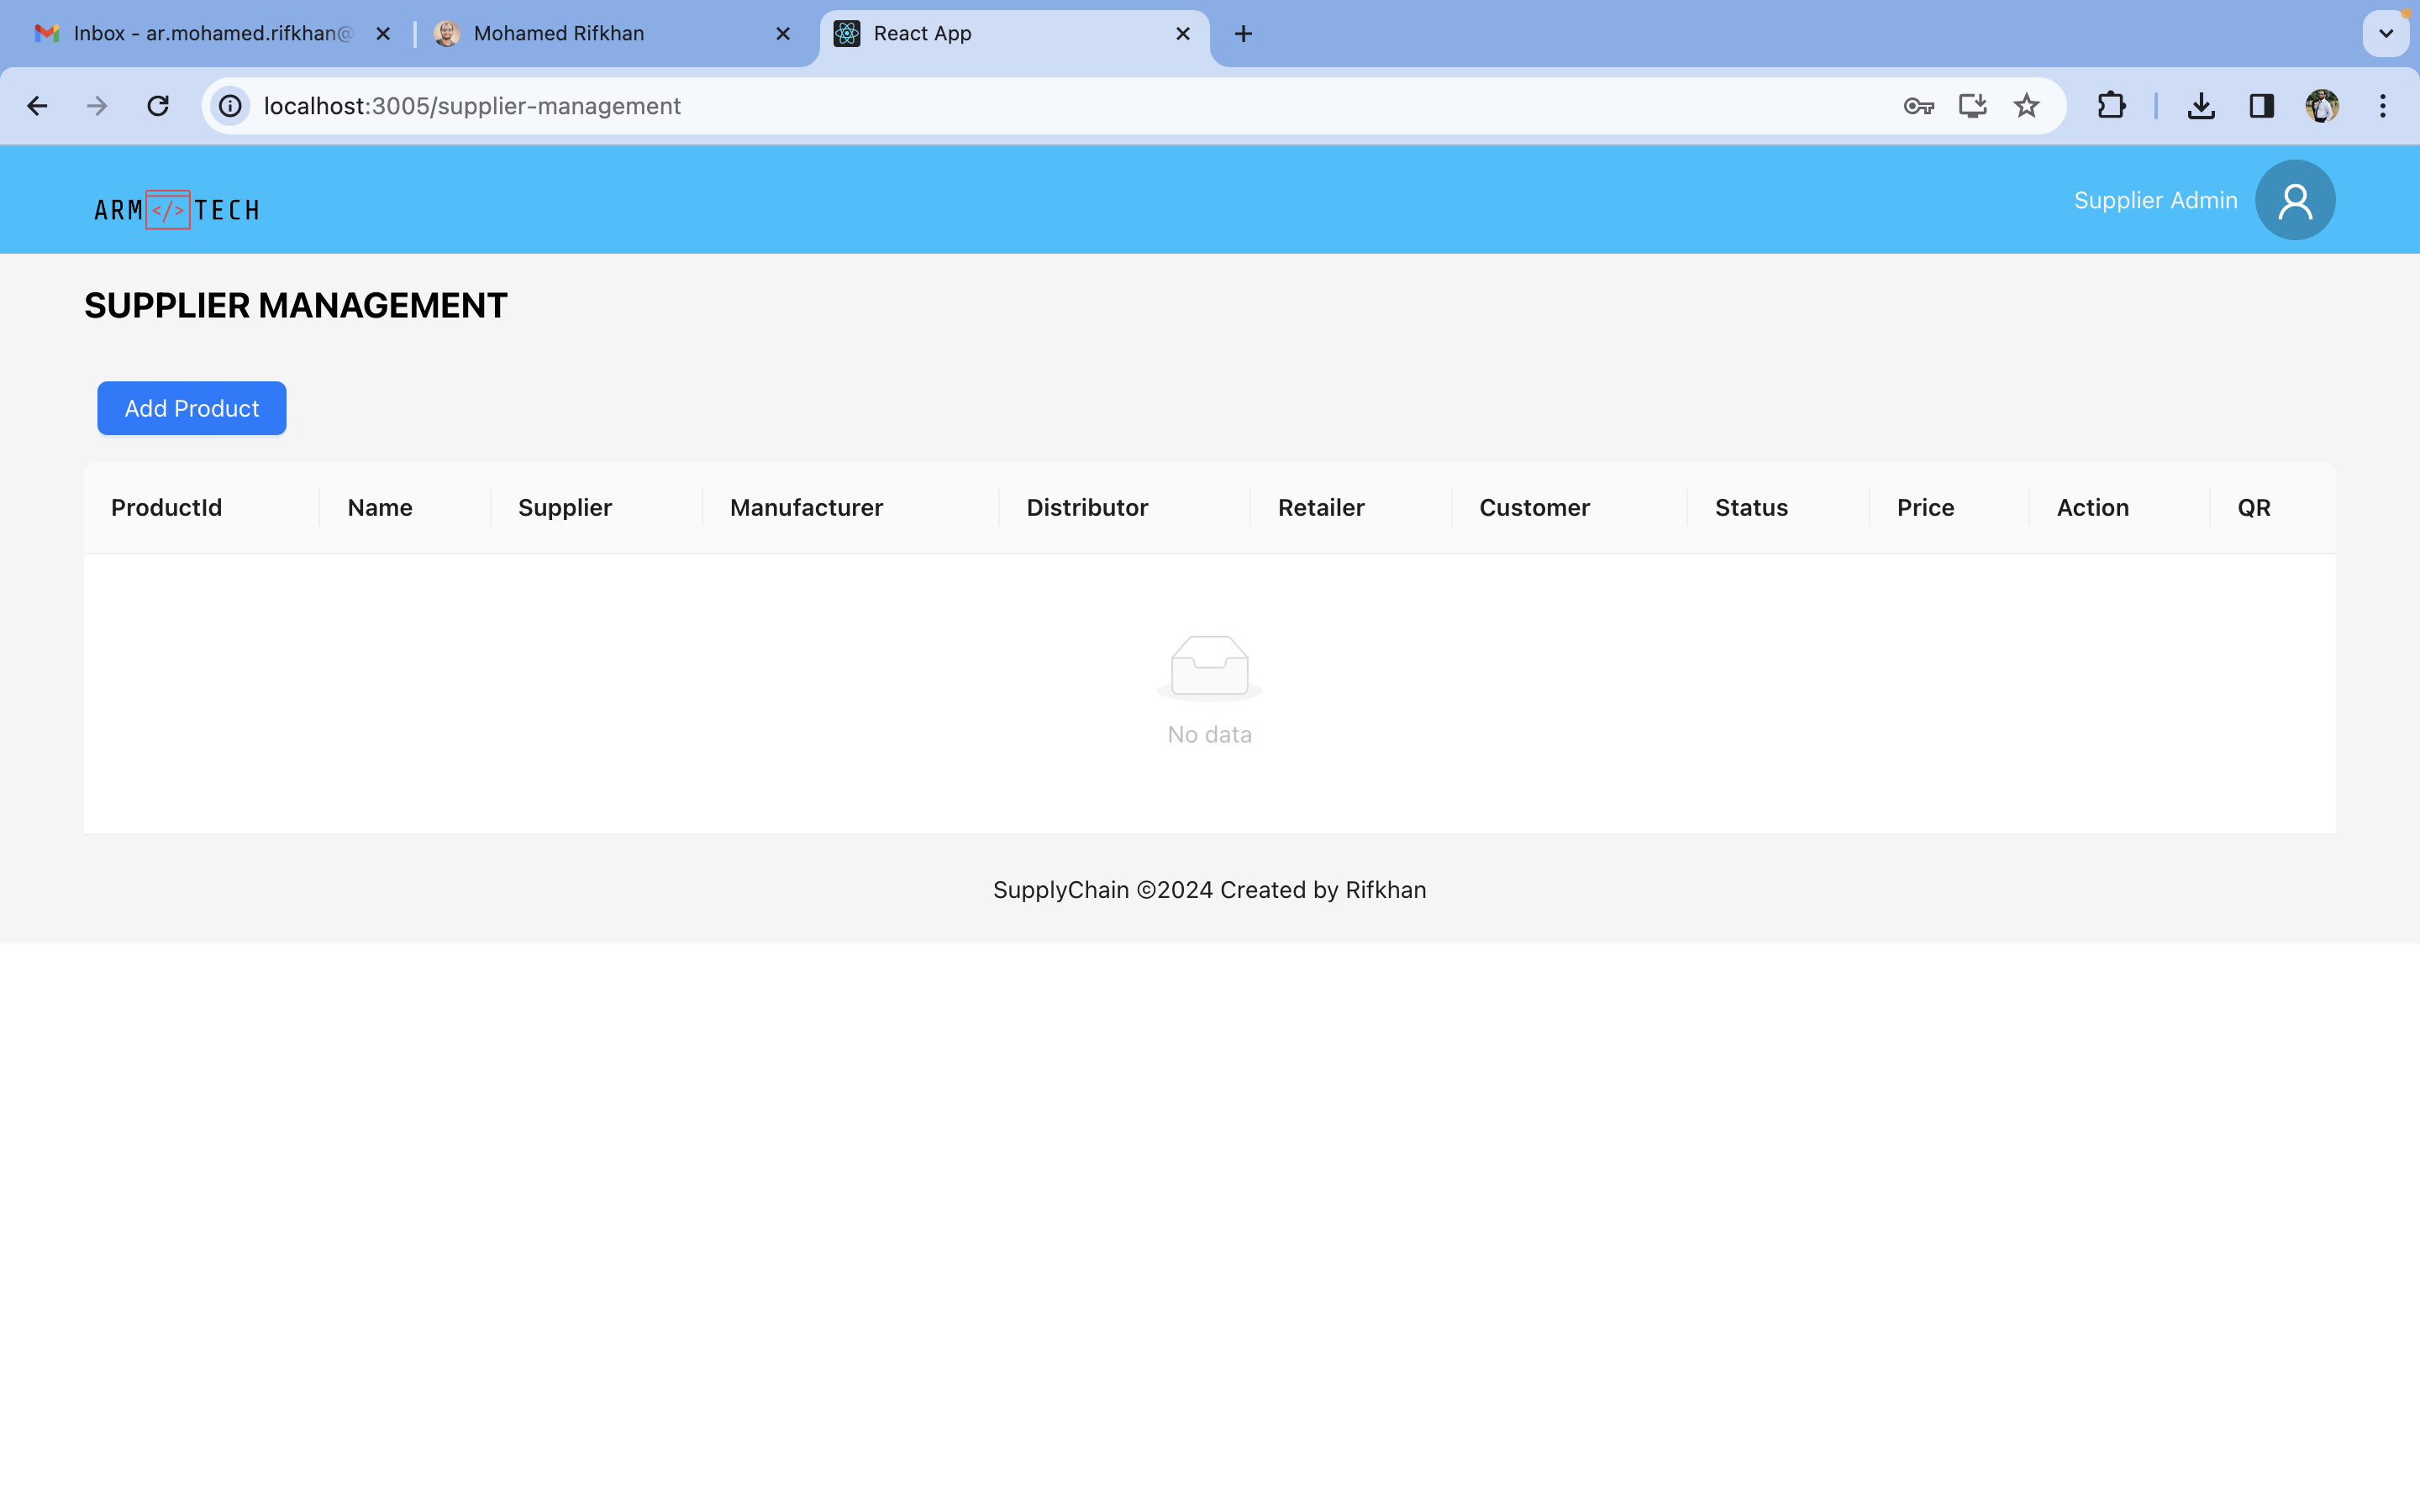 Inbox - ar.mohamed.rifkhan@
Mohamed Rifkhan
React App
localhost:3005/supplier-management
ARM </> TECH
Supplier Admin
SUPPLIER MANAGEMENT
Add Product
ProductId Name Supplier Manufacturer Distributor Retailer Customer Status Price Action QR
No data
SupplyChain ©2024 Created by Rifkhan